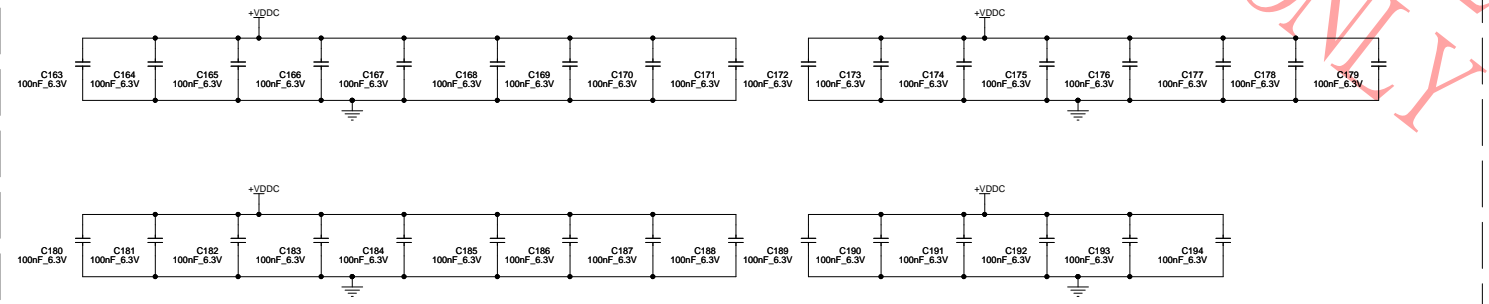 +VDDC +VDDC
ONLY
C163 C164 C165 C166 C167 C168 C169 C170 C171 C172 C173 C174 C175 C176 C177 C178 C179
100nF_6.3V 100nF_6.3V 100nF_6.3V 100nF_6.3V 100nF_6.3V 100nF_6.3V 100nF_6.3V 100nF_6.3V 100nF_6.3V 100nF_6.3V 100nF_6.3V 100nF_6.3V 100nF_6.3V 100nF_6.3V 100nF_6.3V 100nF_6.3V 100nF_6.3V
+VDDC +VDDC
C180 C181 C182 C183 C184 C185 C186 C187 C188 C189 C190 C191 C192 C193 C194
100nF_6.3V 100nF_6.3V 100nF_6.3V 100nF_6.3V 100nF_6.3V 100nF_6.3V 100nF_6.3V 100nF_6.3V 100nF_6.3V 100nF_6.3V 100nF_6.3V 100nF_6.3V 100nF_6.3V 100nF_6.3V 100nF_6.3V